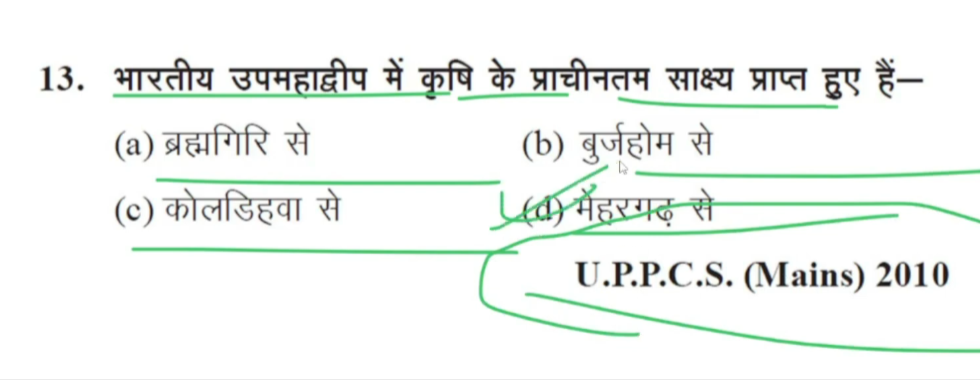 13. भारतीय उपमहाद्वीप में कृषि के प्राचीनतम साक्ष्य प्राप्त हुए हैं—
(a) ब्रह्मगिरि से (b) बुर्जहोम से
(c) कोलडिहवा से (d) मेहरगढ़ से
U.P.P.C.S. (Mains) 2010